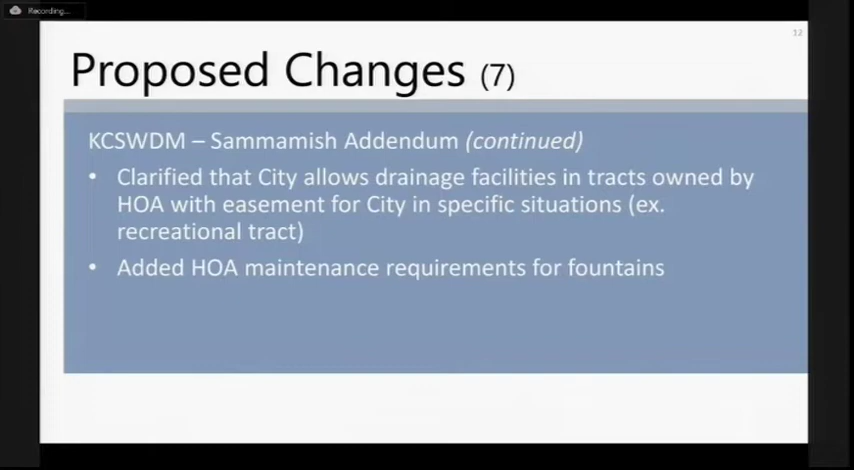 Recording...
12
Proposed Changes (7)
KCSWDM – Sammamish Addendum (continued)
• Clarified that City allows drainage facilities in tracts owned by
HOA with easement for City in specific situations (ex.
recreational tract)
• Added HOA maintenance requirements for fountains